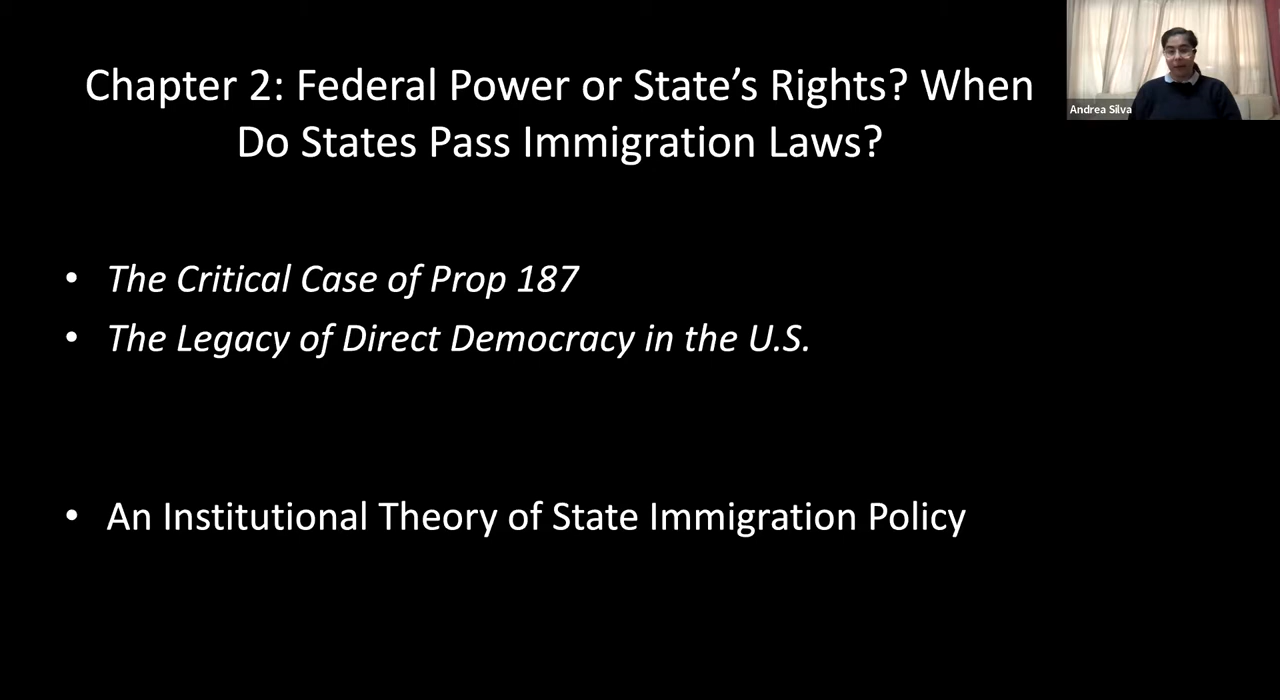 Chapter 2: Federal Power or State’s Rights? When
Do States Pass Immigration Laws?
Andrea Silva
• The Critical Case of Prop 187
• The Legacy of Direct Democracy in the U.S.
• An Institutional Theory of State Immigration Policy